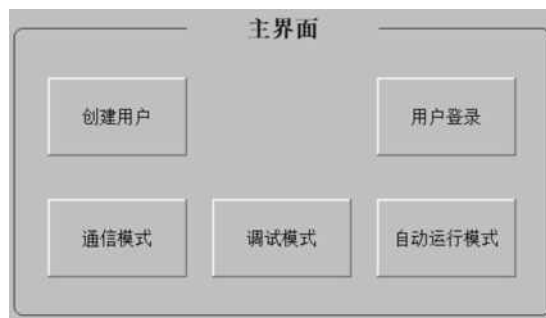 主界面
创建用户
用户登录
通信模式
调试模式
自动运行模式